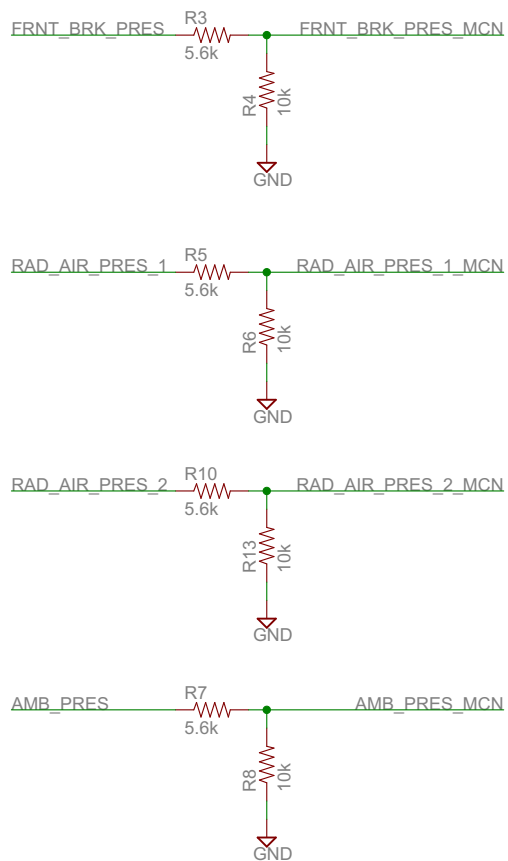 R3
FRNT_BRK_PRES
FRNT_BRK_PRES_MCN
5.6k
R4
10k
GND
R5
RAD_AIR_PRES_1
RAD_AIR_PRES_1_MCN
5.6k
R6
10k
GND
R10
RAD_AIR_PRES_2
RAD_AIR_PRES_2_MCN
5.6k
R13
10k
GND
R7
AMB_PRES
AMB_PRES_MCN
5.6k
R8
10k
GND